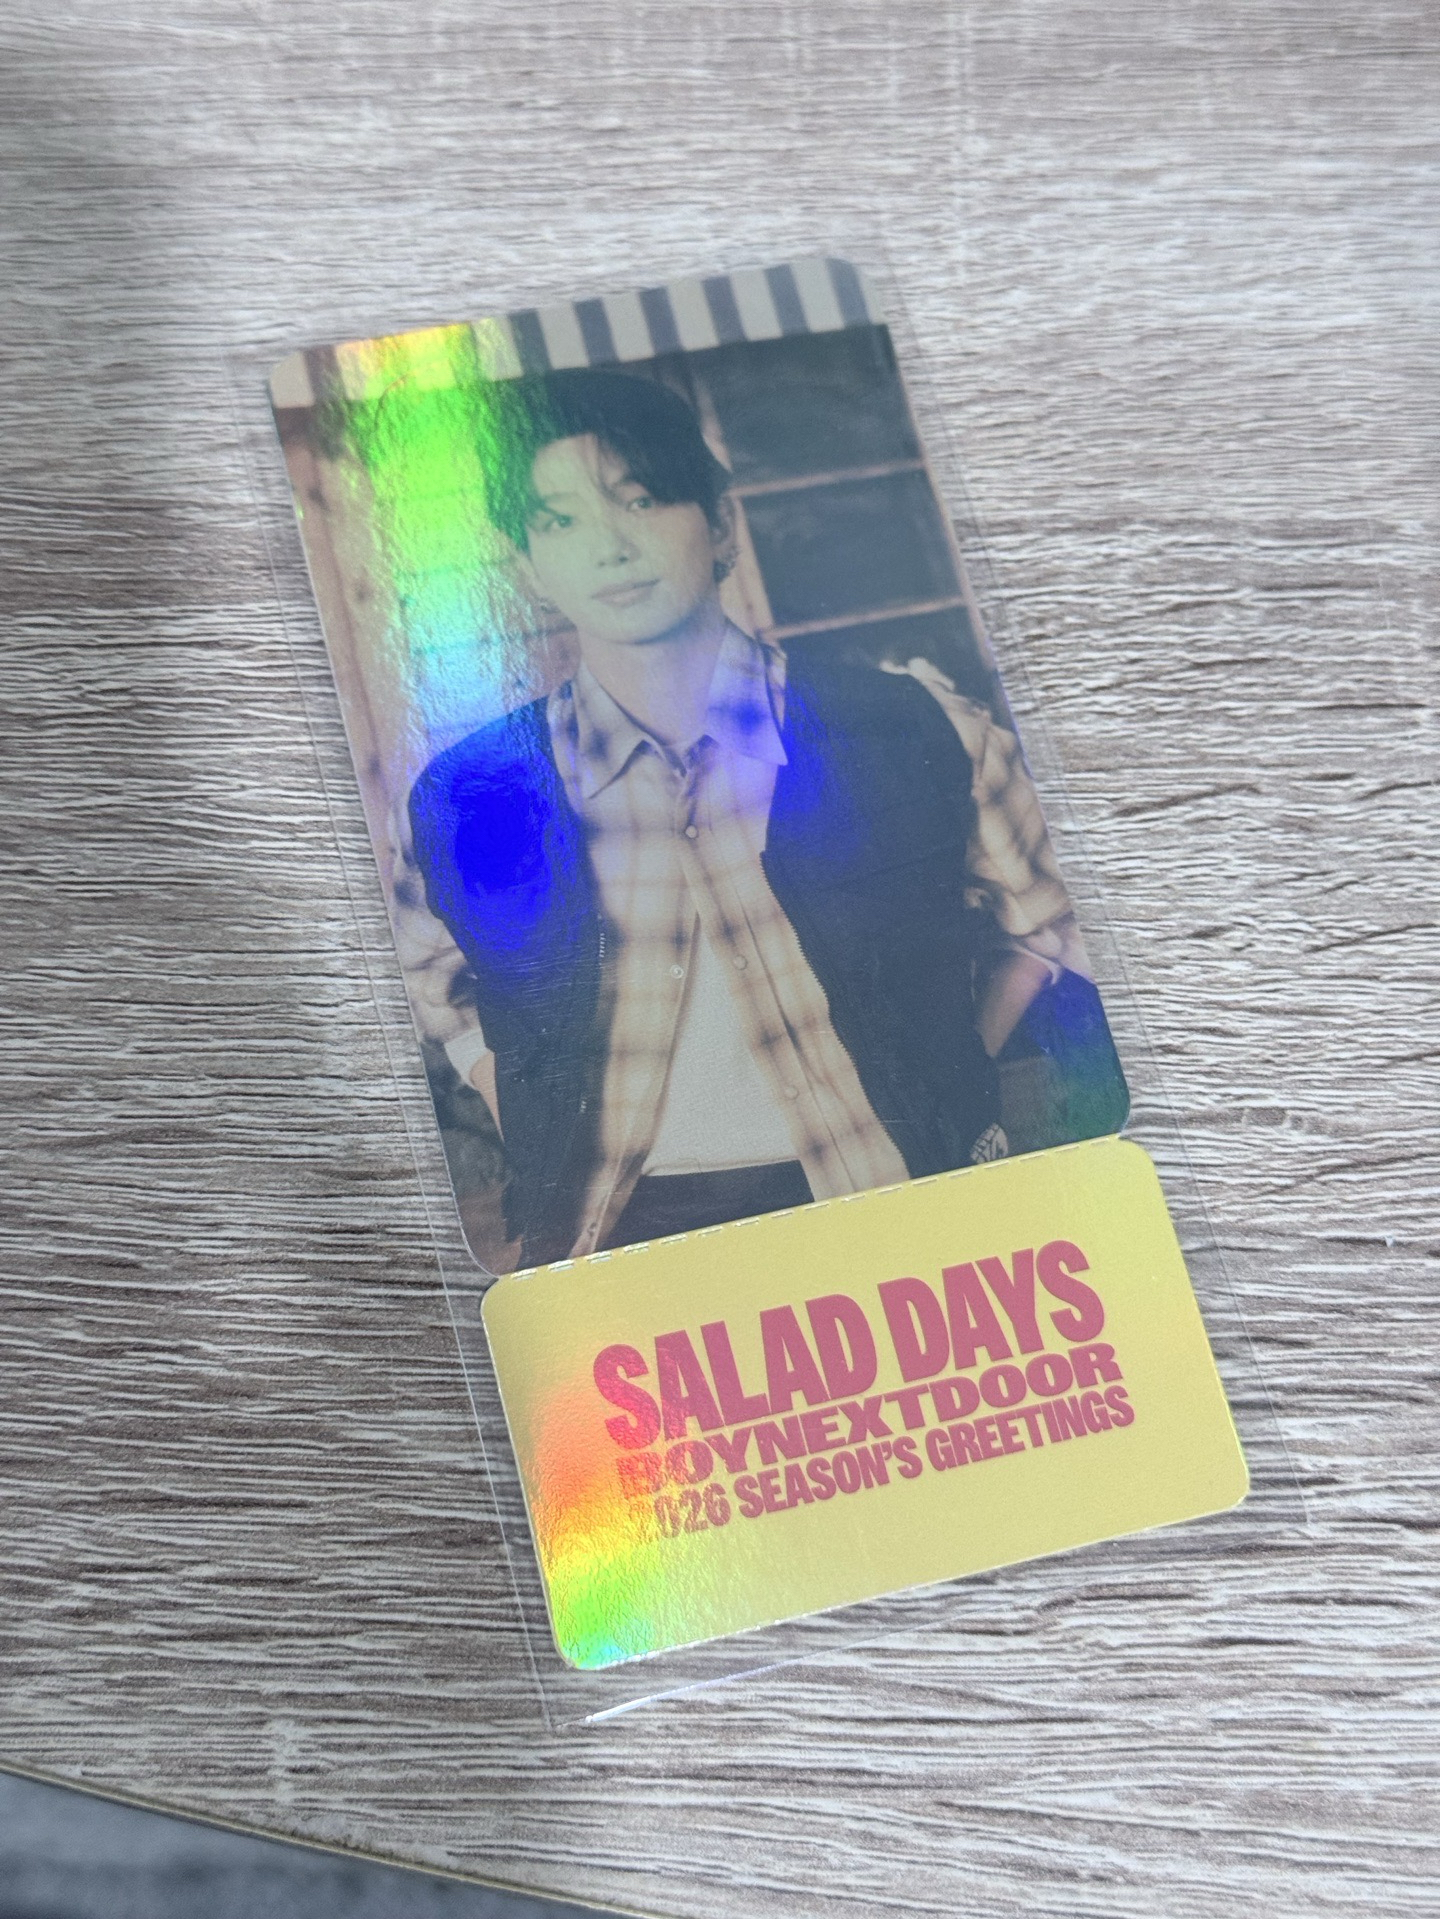 SALAD DAYS
BOYNEXTDOOR
2026 SEASON'S GREETINGS